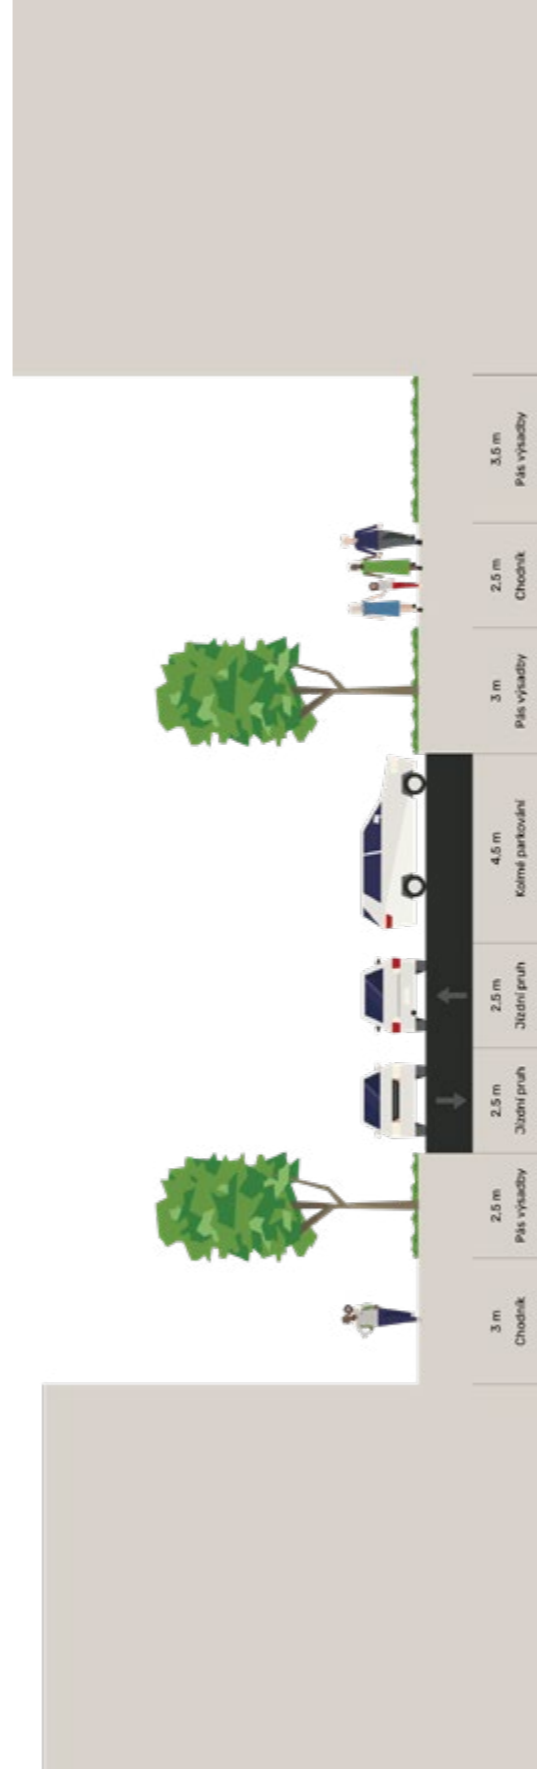 3 m
Chodník
2.5 m
Pás výsadby
2.5 m
Jízdní pruh
2.5 m
Jízdní pruh
4.5 m
Kolmé parkování
3 m
Pás výsadby
2.5 m
Chodník
3.5 m
Pás výsadby